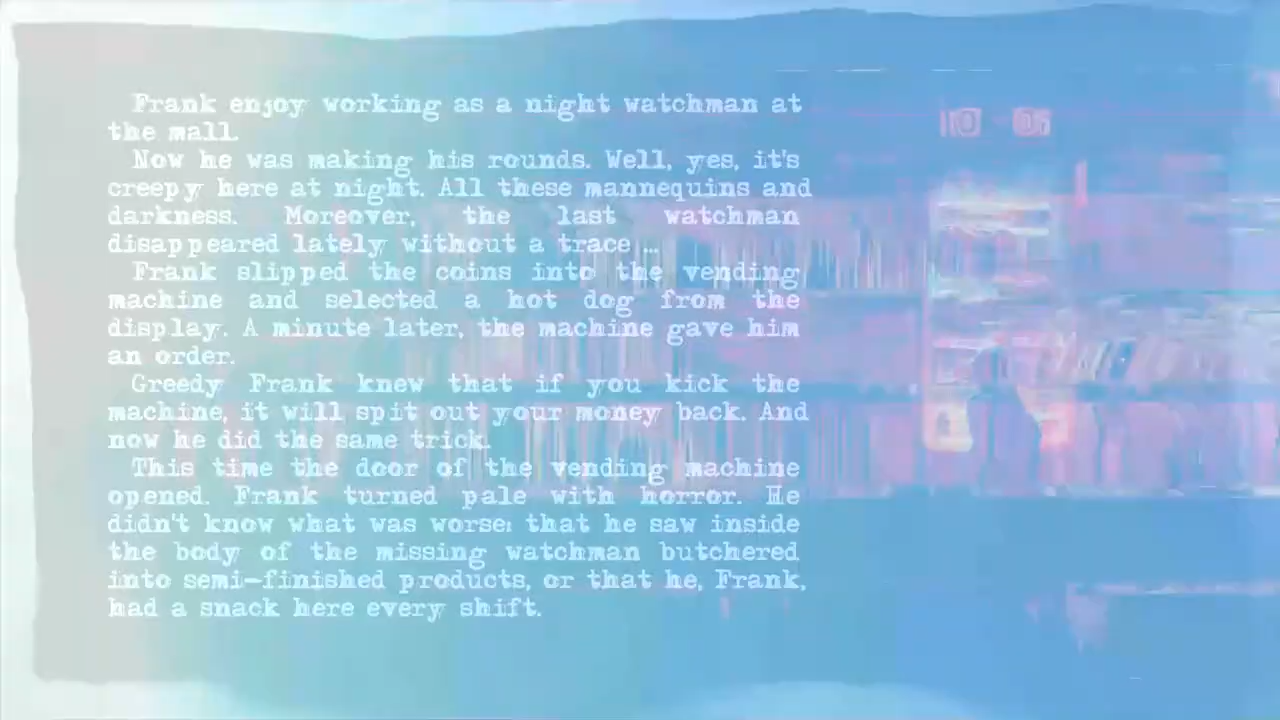 Frank enjoy working as a night watchman at
the mall.
Now he was making his rounds. Well, yes, it's
creepy here at night. All these mannequins and
darkness. Moreover, the last watchman
disappeared lately without a trace ...
Frank slipped the coins into the vending
machine and selected a hot dog from the
display. A minute later, the machine gave him
an order.
Greedy Frank knew that if you kick the
machine, it will spit out your money back. And
now he did the same trick.
This time the door of the vending machine
opened. Frank turned pale with horror. He
didn't know what was worse: that he saw inside
the body of the missing watchman butchered
into semi-finished products, or that he, Frank,
had a snack here every shift.